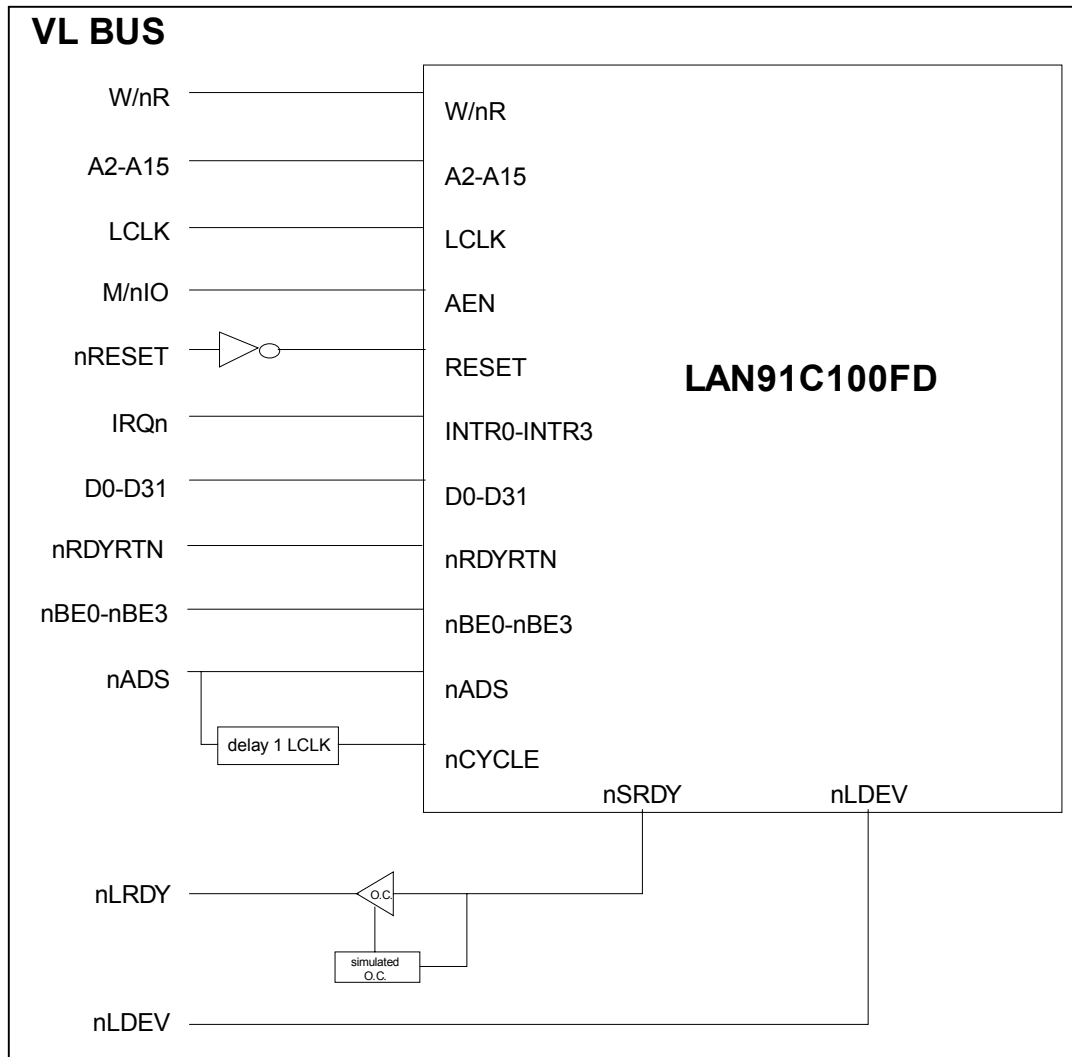 VL BUS
W/nR
W/nR
A2-A15
A2-A15
LCLK
LCLK
M/nIO
AEN
nRESET
RESET
LAN91C100FD
IRQn
INTR0-INTR3
D0-D31
D0-D31
nRDYRTN
nRDYRTN
nBE0-nBE3
nBE0-nBE3
nADS
nADS
delay 1 LCLK
nCYCLE
nSRDY
nLDEV
nLRDY
O.C.
simulated
O.C.
nLDEV